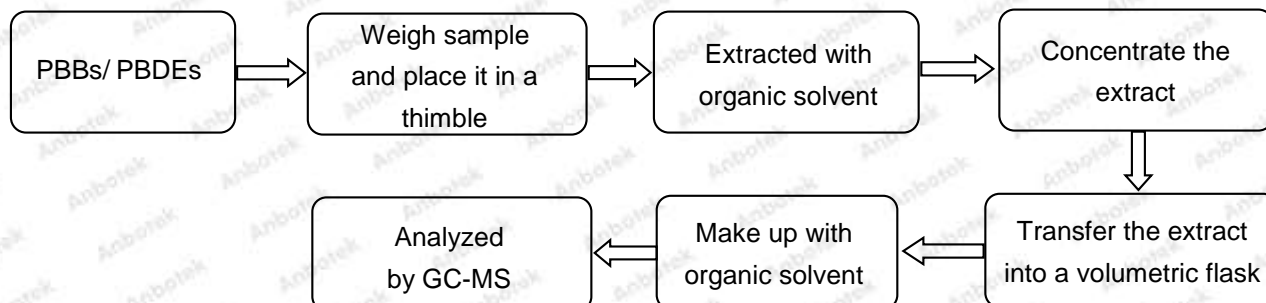 PBBs/ PBDEs
Weigh sample
and place it in a
thimble
Extracted with
organic solvent
Concentrate the
extract
Transfer the extract
into a volumetric flask
Make up with
organic solvent
Analyzed
by GC-MS
Anbotek